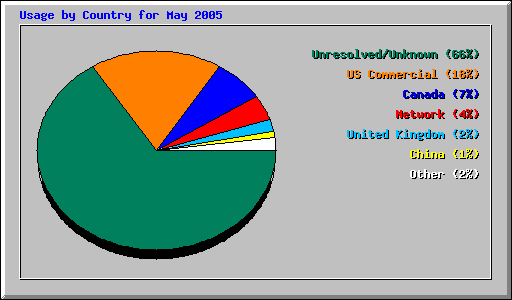 Usage by Country for May 2005
Unresolved/Unknown (66%)
US Commercial (18%)
Canada (7%)
Network (4%)
United Kingdom (2%)
China (1%)
Other (2%)